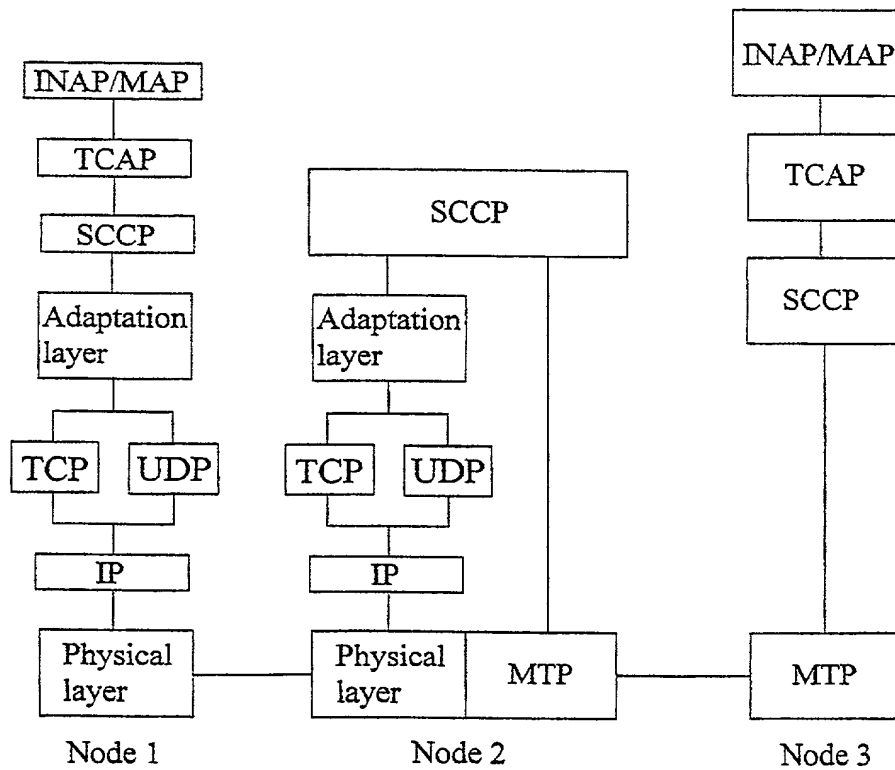 INAP/MAP
TCAP
SCCP
Adaptation
layer
TCP
UDP
IP
Physical
layer
Node 1
SCCP
Adaptation
layer
TCP
UDP
IP
Physical
layer
MTP
Node 2
INAP/MAP
TCAP
SCCP
MTP
Node 3